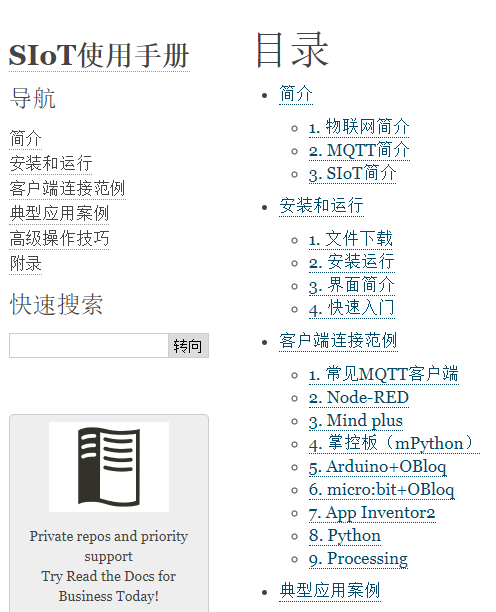 SIoT使用手册
导航
简介
安装和运行
客户端连接范例
典型应用案例
高级操作技巧
附录
快速搜索
转向
Private repos and priority
support
Try Read the Docs for
Business Today!
目录
简介
1. 物联网简介
2. MQTT简介
3. SIoT简介
安装和运行
1. 文件下载
2. 安装运行
3. 界面简介
4. 快速入门
客户端连接范例
1. 常见MQTT客户端
2. Node-RED
3. Mind plus
4. 掌控板（mPython）
5. Arduino+OBloq
6. micro:bit+OBloq
7. App Inventor2
8. Python
9. Processing
典型应用案例